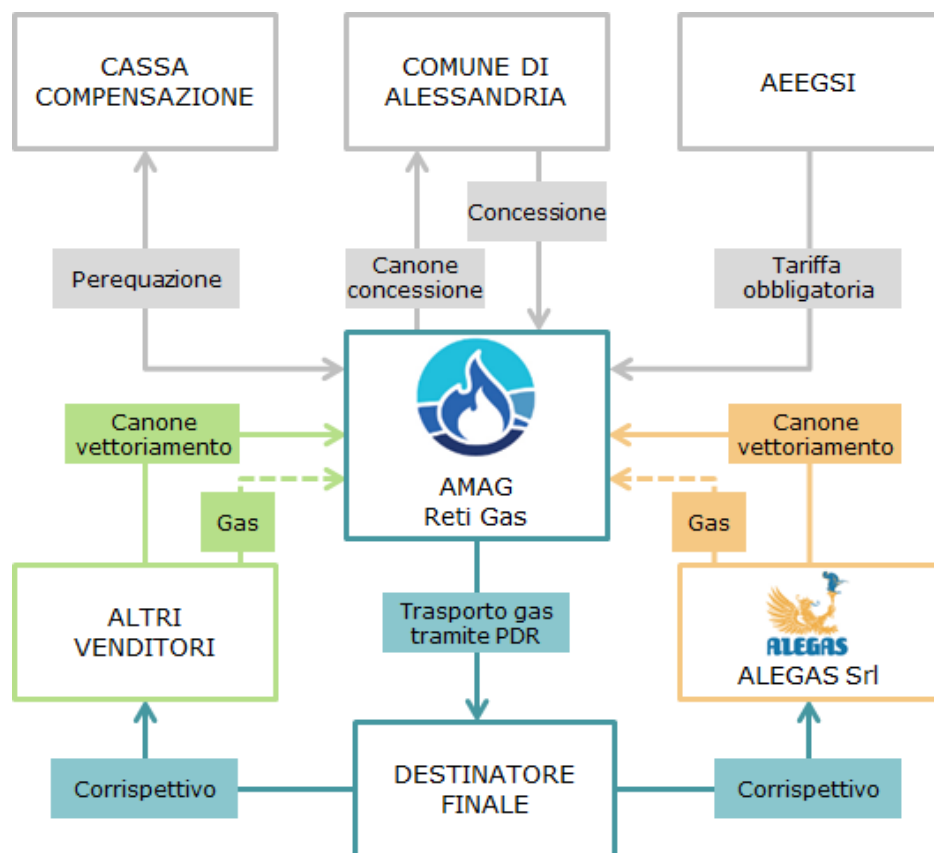 CASSA
COMPENSAZIONE
COMUNE DI
ALESSANDRIA
AEEGSI
Concessione
Perequazione
Canone
concessione
Tariffa
obbligatoria
Canone
vettoriamento
Canone
vettoriamento
AMAG
Reti Gas
Gas
Gas
ALTRI
VENDITORI
Trasporto gas
tramite PDR
ALEGAS
ALEGAS Srl
Corrispettivo
DESTINATORE
FINALE
Corrispettivo